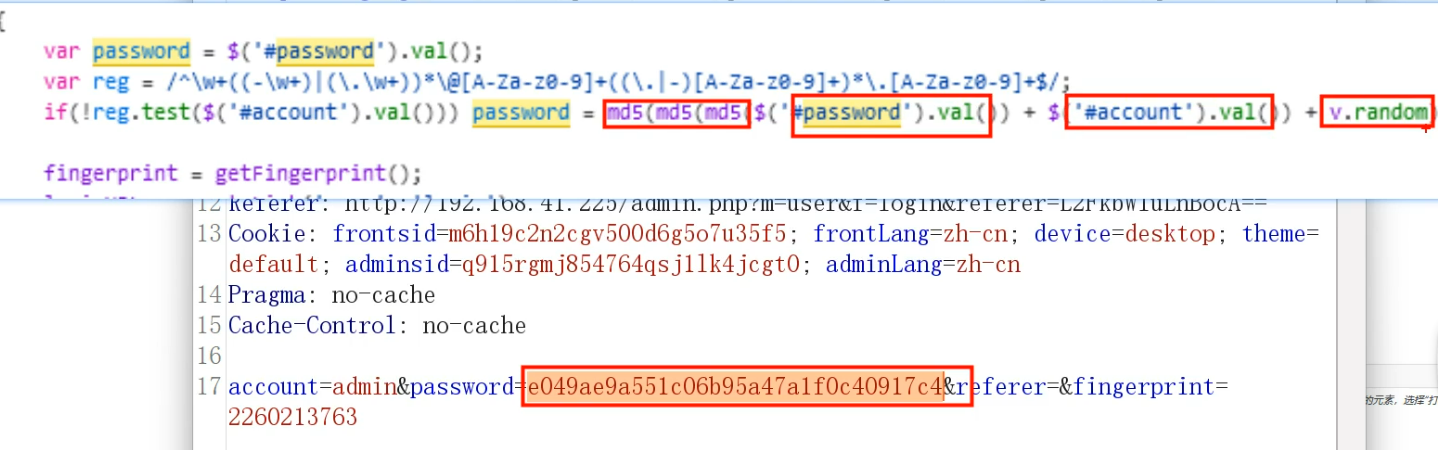 {
var password = $('#password').val();
var reg = /^\w+((-\w+)|(\.\w+))*\@[A-Za-z0-9]+((\.|-)[A-Za-z0-9]+)*\.[A-Za-z0-9]+$/;
if(!reg.test($('#account').val())) password = md5(md5(md5($('#password').val()) + $('#account').val()) + v.random)
fingerprint = getFingerprint();
12 Referer: http://192.168.41.225/admin.php?m=user&f=login&referer=L2FkbWluLnBocA==
13 Cookie: frontsid=m6h19c2n2cgv500d6g5o7u35f5; frontLang=zh-cn; device=desktop; theme=
default; adminsid=q915rgmj854764qsj1lk4jcgt0; adminLang=zh-cn
14 Pragma: no-cache
15 Cache-Control: no-cache
16
17 account=admin&password=e049ae9a551c06b95a47a1f0c40917c4&referer=&fingerprint=
2260213763
的元素，选择“打